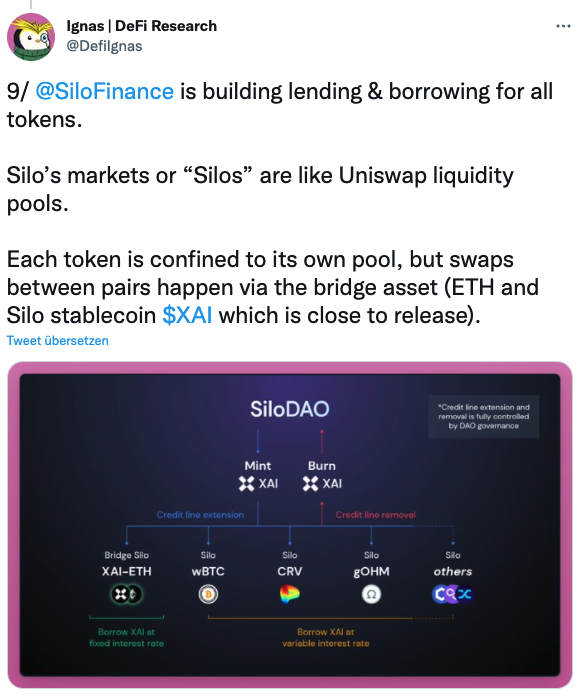 Ignas | DeFi Research
@DefiIgnas
9/ @SiloFinance is building lending & borrowing for all
tokens.
Silo’s markets or “Silos” are like Uniswap liquidity
pools.
Each token is confined to its own pool, but swaps
between pairs happen via the bridge asset (ETH and
Silo stablecoin $XAI which is close to release).
Tweet übersetzen
SiloDAO
*Credit line extension and
removal is fully controlled
by DAO governance
Mint
XAI
Burn
XAI
Credit line extension
Credit line removal
Bridge Silo
XAI-ETH
Silo
wBTC
Silo
CRV
Silo
gOHM
Silo
others
Borrow XAI at
fixed interest rate
Borrow XAI at
variable interest rate